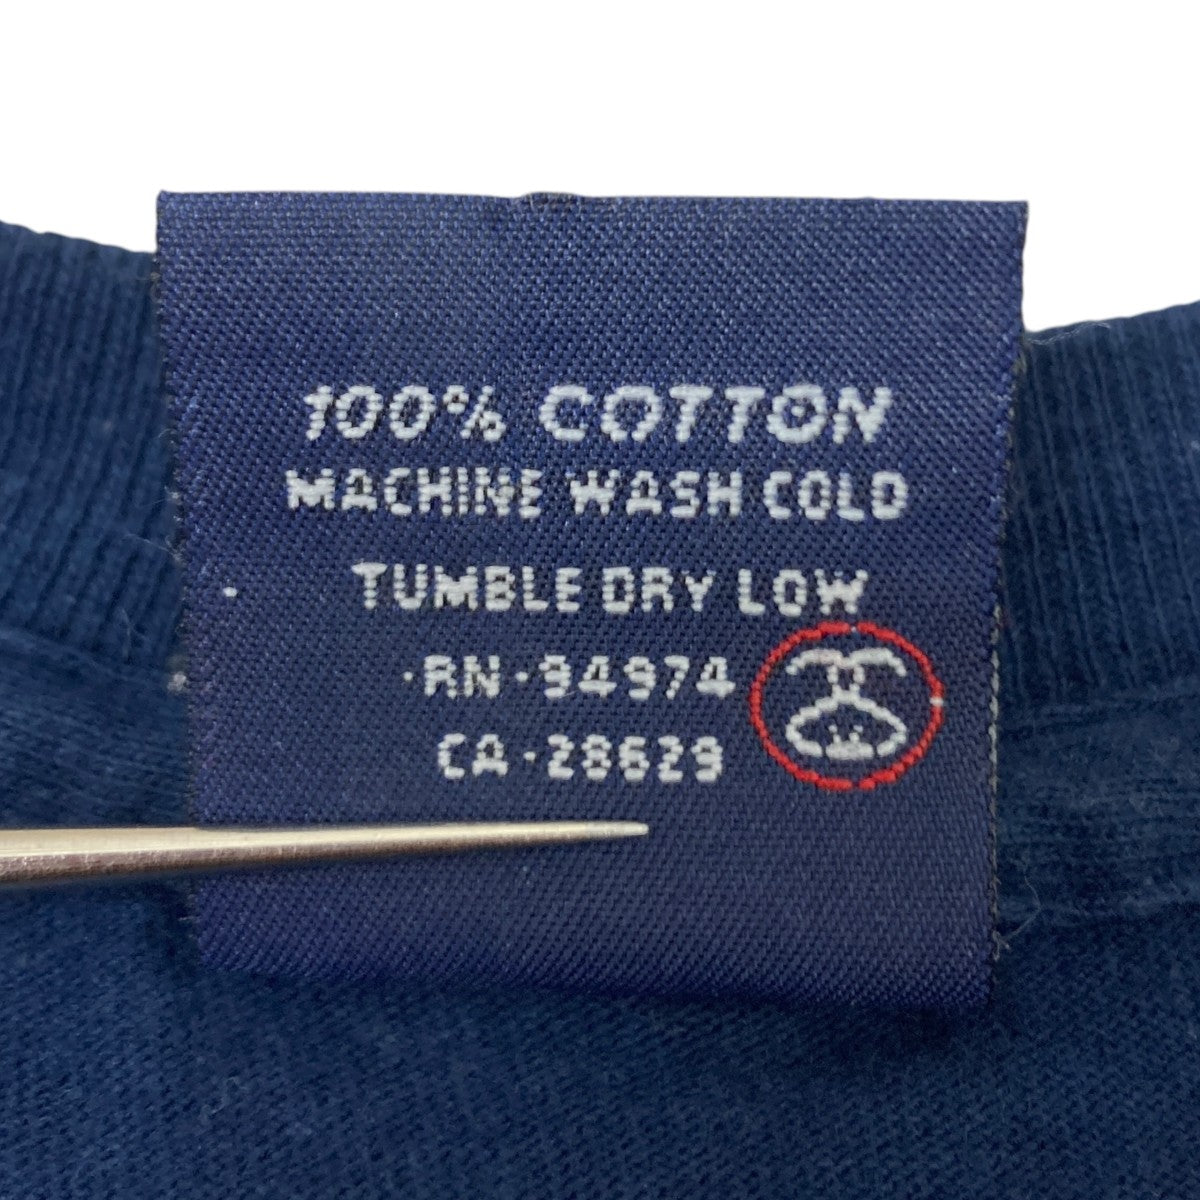 100% COTTON
MACHINE WASH COLD
TUMBLE DRY LOW
·RN·94974
CA·28629